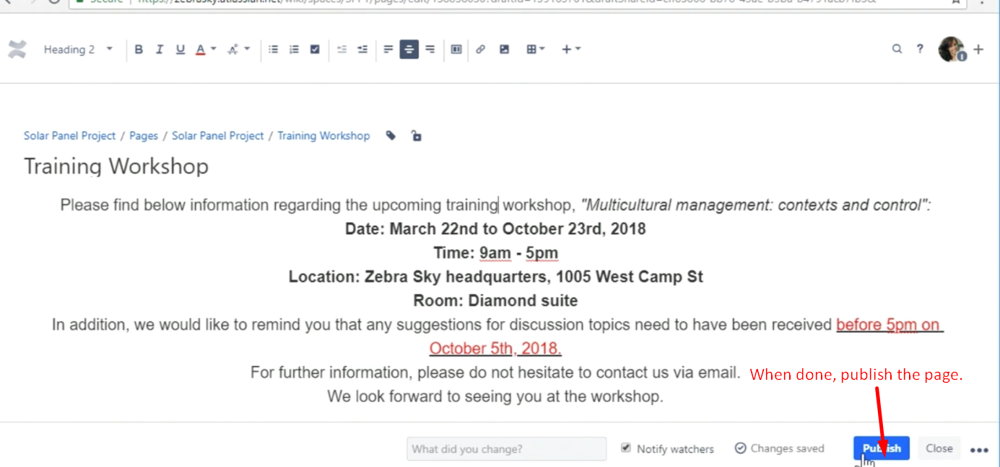 Heading 2 B I U A
Solar Panel Project / Pages / Solar Panel Project / Training Workshop
Training Workshop
Please find below information regarding the upcoming training workshop, "Multicultural management: contexts and control":
Date: March 22nd to October 23rd, 2018
Time: 9am - 5pm
Location: Zebra Sky headquarters, 1005 West Camp St
Room: Diamond suite
In addition, we would like to remind you that any suggestions for discussion topics need to have been received before 5pm on
October 5th, 2018.
For further information, please do not hesitate to contact us via email.
When done, publish the page.
We look forward to seeing you at the workshop.
What did you change? Notify watchers Changes saved Publish Close